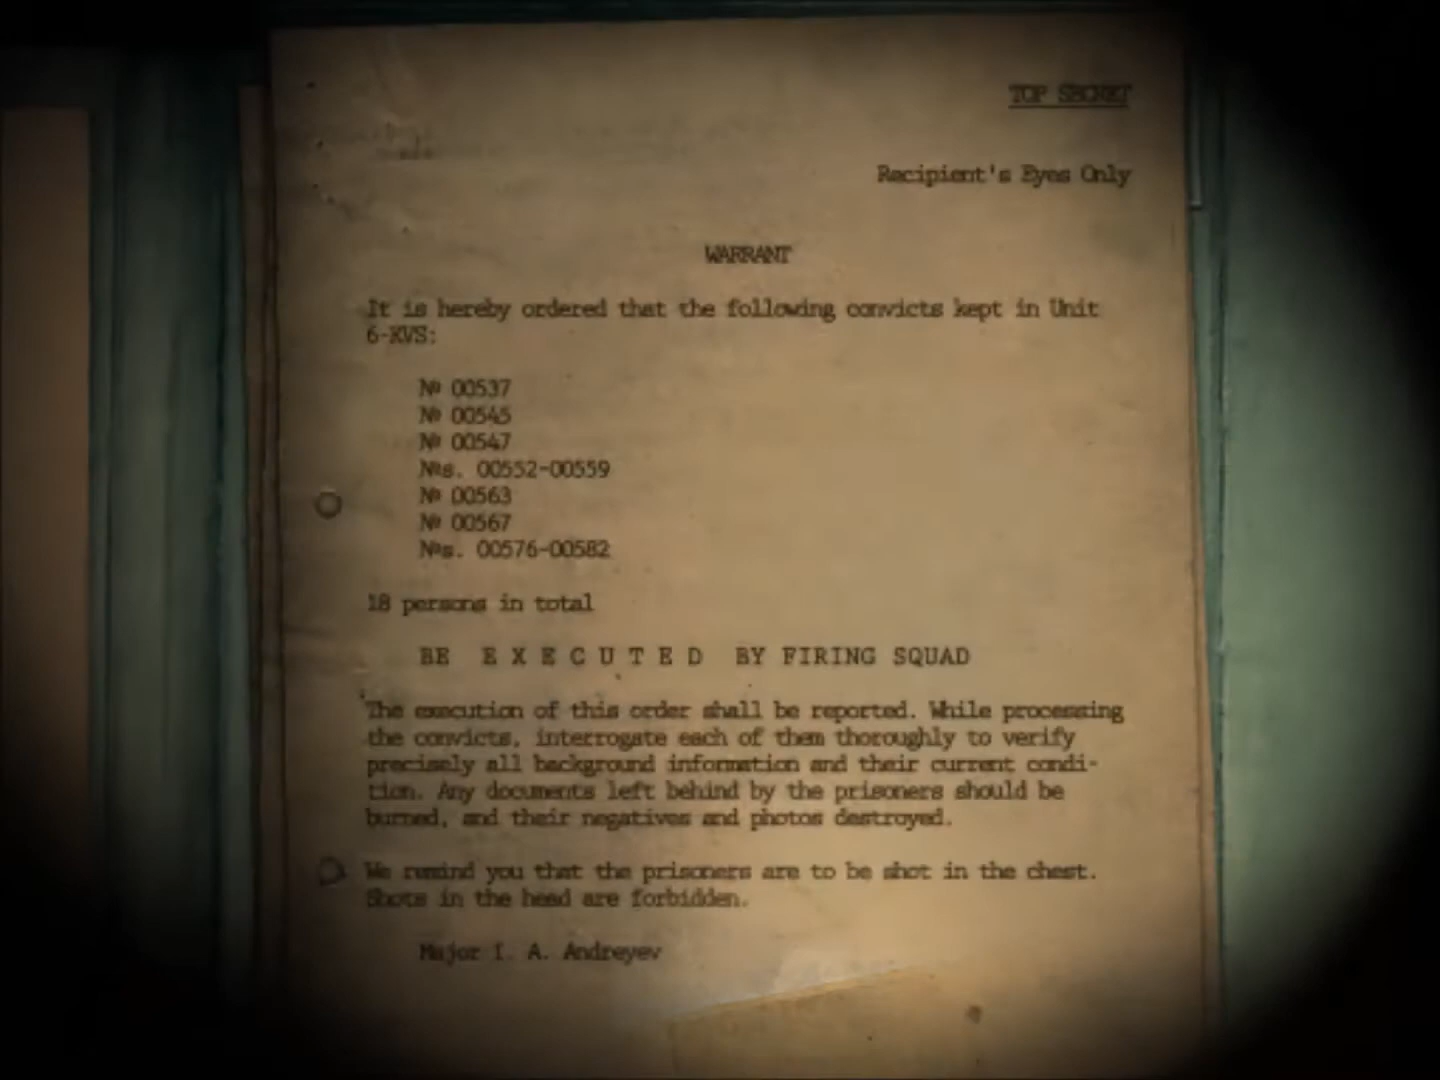 TOP SECRET
Recipient's Eyes Only
WARRANT
It is hereby ordered that the following convicts kept in Unit
6-KVS:
№ 00537
№ 00545
№ 00547
№s. 00552-00559
№ 00563
№ 00567
№s. 00576-00582
18 persons in total
BE E X E C U T E D BY FIRING SQUAD
The execution of this order shall be reported. While processing
the convicts, interrogate each of them thoroughly to verify
precisely all background information and their current condi-
tion. Any documents left behind by the prisoners should be
burned, and their negatives and photos destroyed.
We remind you that the prisoners are to be shot in the chest.
Shots in the head are forbidden.
Major I. A. Andreyev